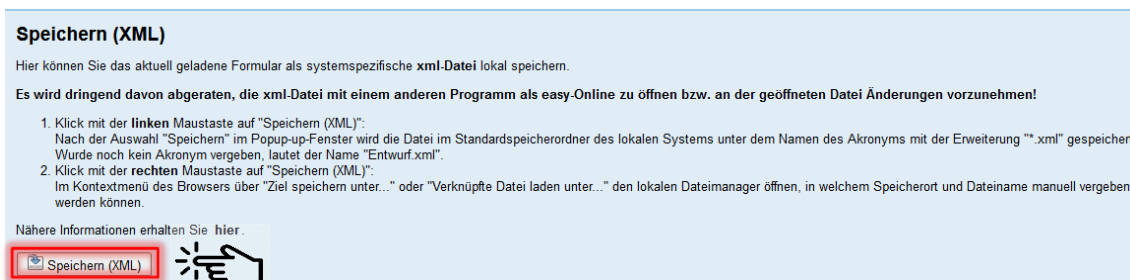 Speichern (XML)
Hier können Sie das aktuell geladene Formular als systemspezifische xml-Datei lokal speichern.
Es wird dringend davon abgeraten, die xml-Datei mit einem anderen Programm als easy-Online zu öffnen bzw. an der geöffneten Datei Änderungen vorzunehmen!
1. Klick mit der linken Maustaste auf "Speichern (XML)":
Nach der Auswahl "Speichern" im Popup-up-Fenster wird die Datei im Standardspeicherordner des lokalen Systems unter dem Namen des Akronyms mit der Erweiterung "*.xml" gespeicher
Wurde noch kein Akronym vergeben, lautet der Name "Entwurf.xml".
2. Klick mit der rechten Maustaste auf "Speichern (XML)":
Im Kontextmenü des Browsers über "Ziel speichern unter..." oder "Verknüpfte Datei laden unter..." den lokalen Dateimanager öffnen, in welchem Speicherort und Dateiname manuell vergeben
werden können.
Nähere Informationen erhalten Sie hier.
Speichern (XML)